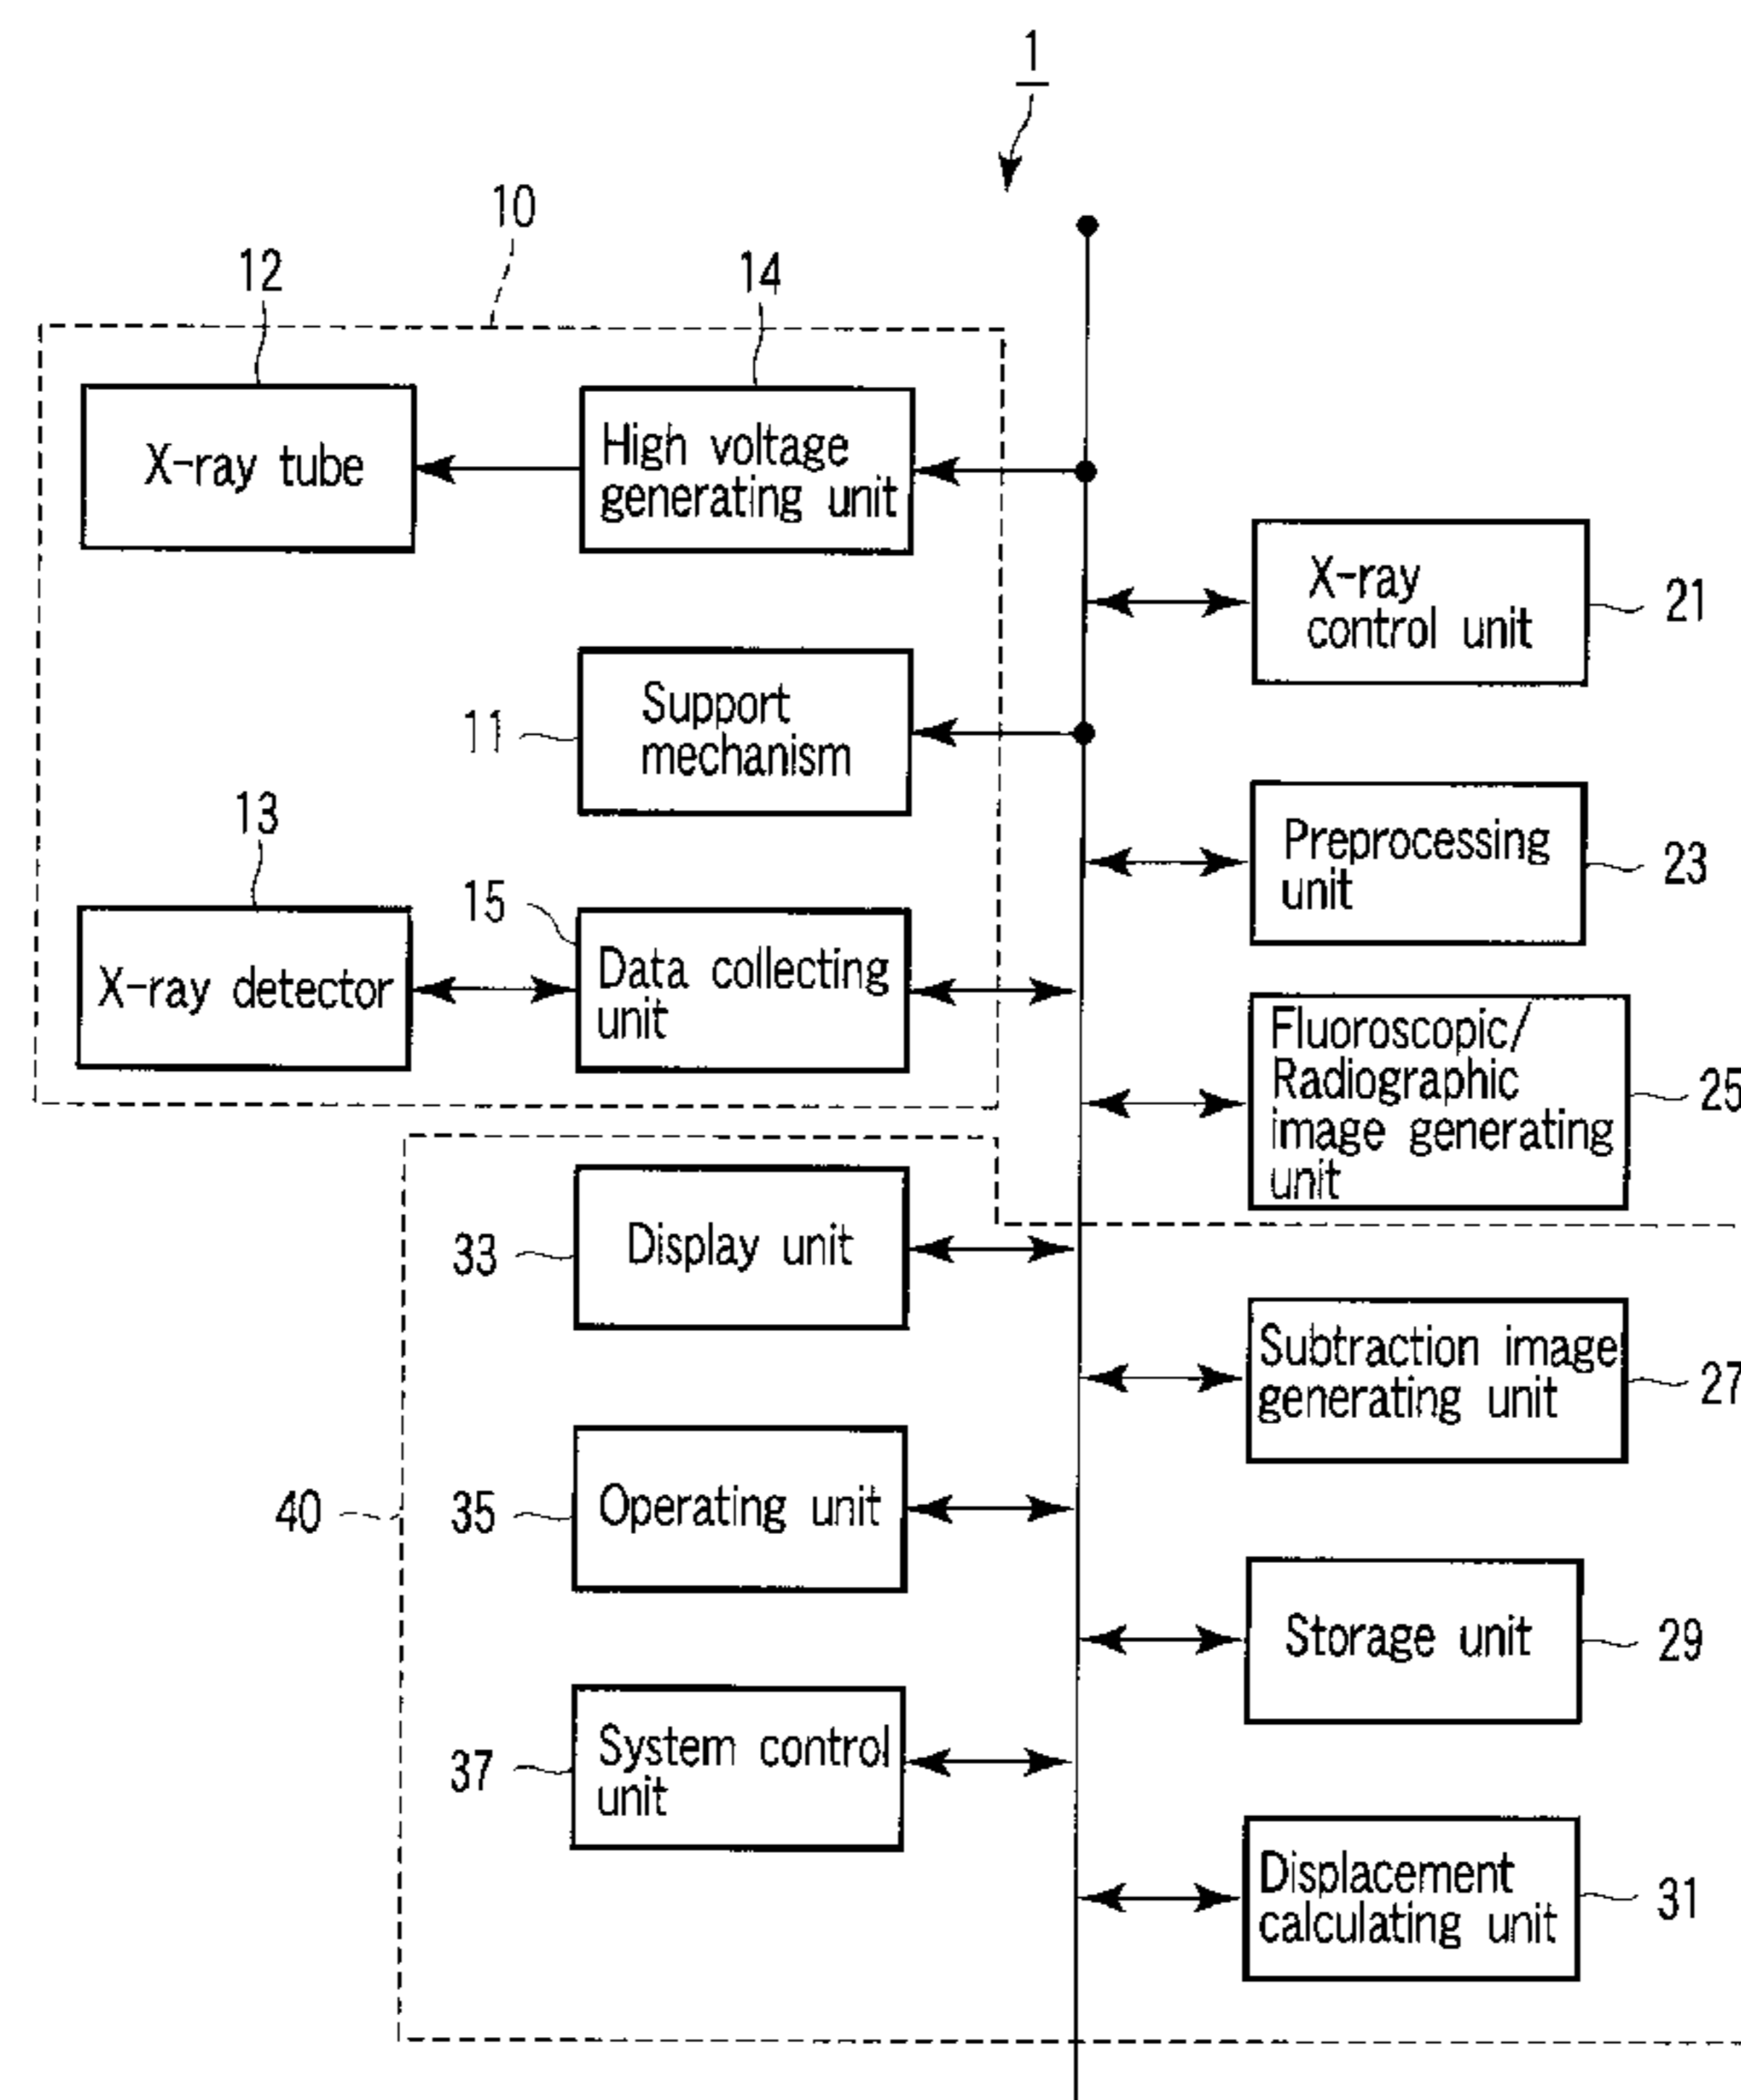 1
10
12
14
X-ray tube
High voltage
generating unit
X-ray
control unit
21
11
Support
mechanism
13
Preprocessing
unit
23
15
X-ray detector
Data collecting
unit
Fluoroscopic/
Radiographic
image generating
unit
25
33
Display unit
Subtraction image
generating unit
27
40
35
Operating unit
Storage unit
29
37
System control
unit
Displacement
calculating unit
31